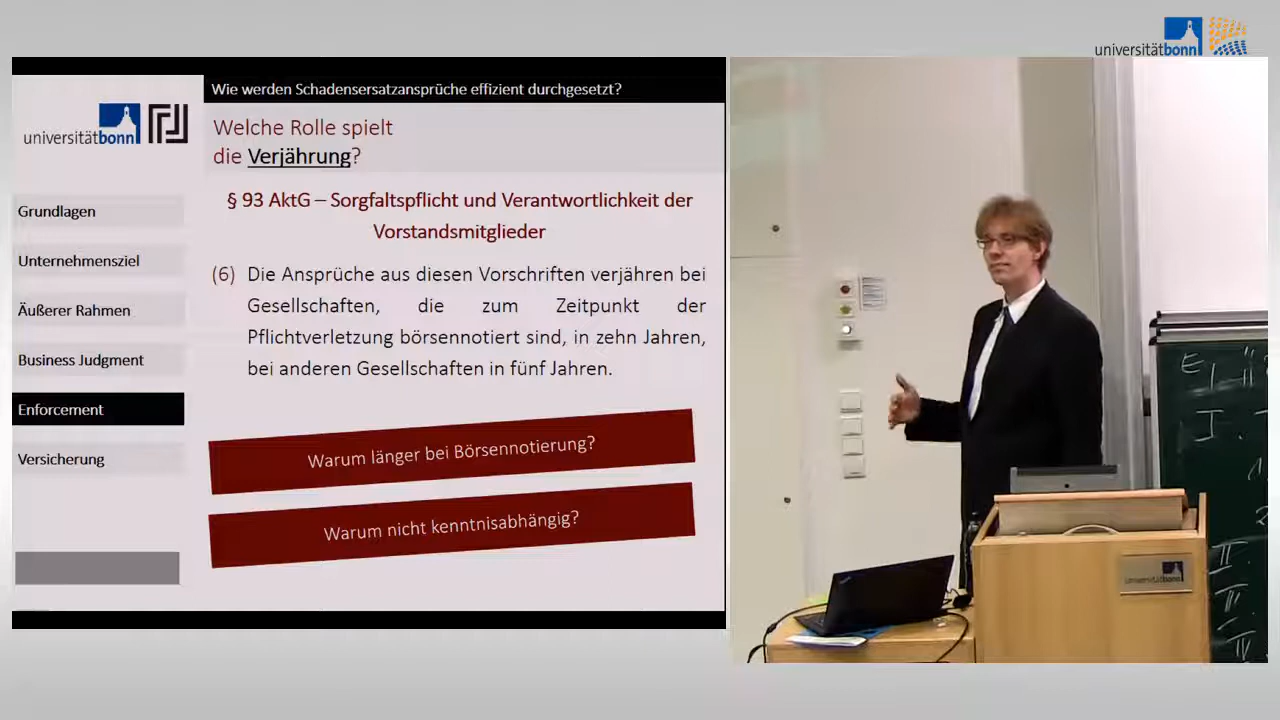 universitätbonn
Wie werden Schadensersatzansprüche effizient durchgesetzt?
universitätbonn
Welche Rolle spielt
die Verjährung?
Grundlagen
Unternehmensziel
Äußerer Rahmen
Business Judgment
Enforcement
Versicherung
§ 93 AktG – Sorgfaltspflicht und Verantwortlichkeit der
Vorstandsmitglieder
(6) Die Ansprüche aus diesen Vorschriften verjähren bei
Gesellschaften, die zum Zeitpunkt der
Pflichtverletzung börsennotiert sind, in zehn Jahren,
bei anderen Gesellschaften in fünf Jahren.
Warum länger bei Börsennotierung?
Warum nicht kenntnisabhängig?
universitätbonn
I.
II.
III.
IV